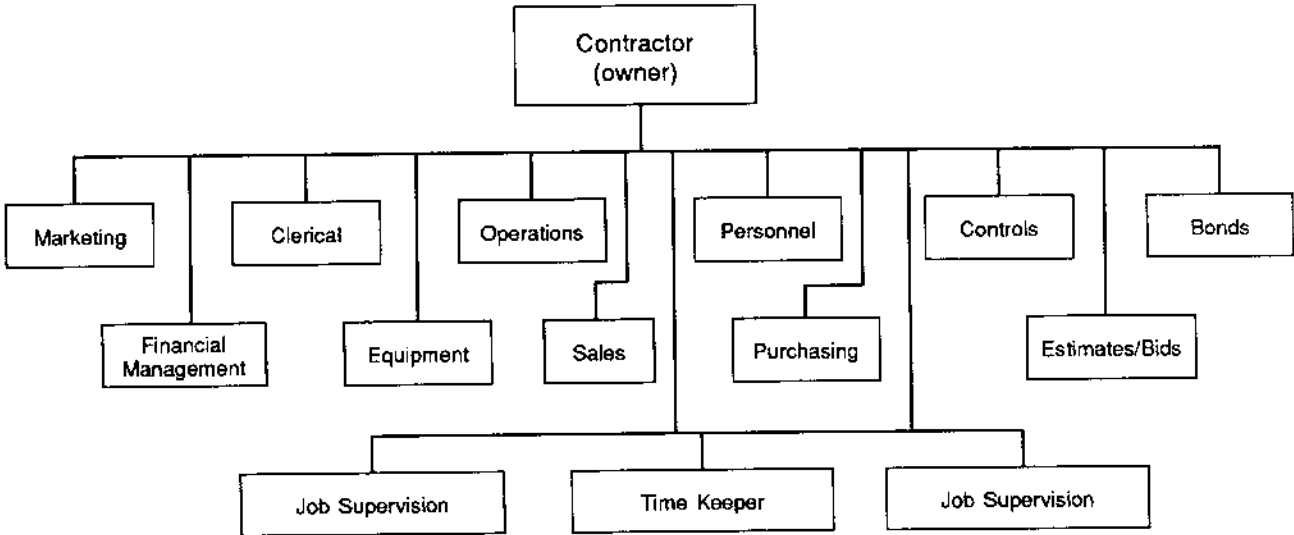 Contractor
(owner)
Marketing
Clerical
Operations
Personnel
Controls
Bonds
Financial
Management
Equipment
Sales
Purchasing
Estimates/Bids
Job Supervision
Time Keeper
Job Supervision